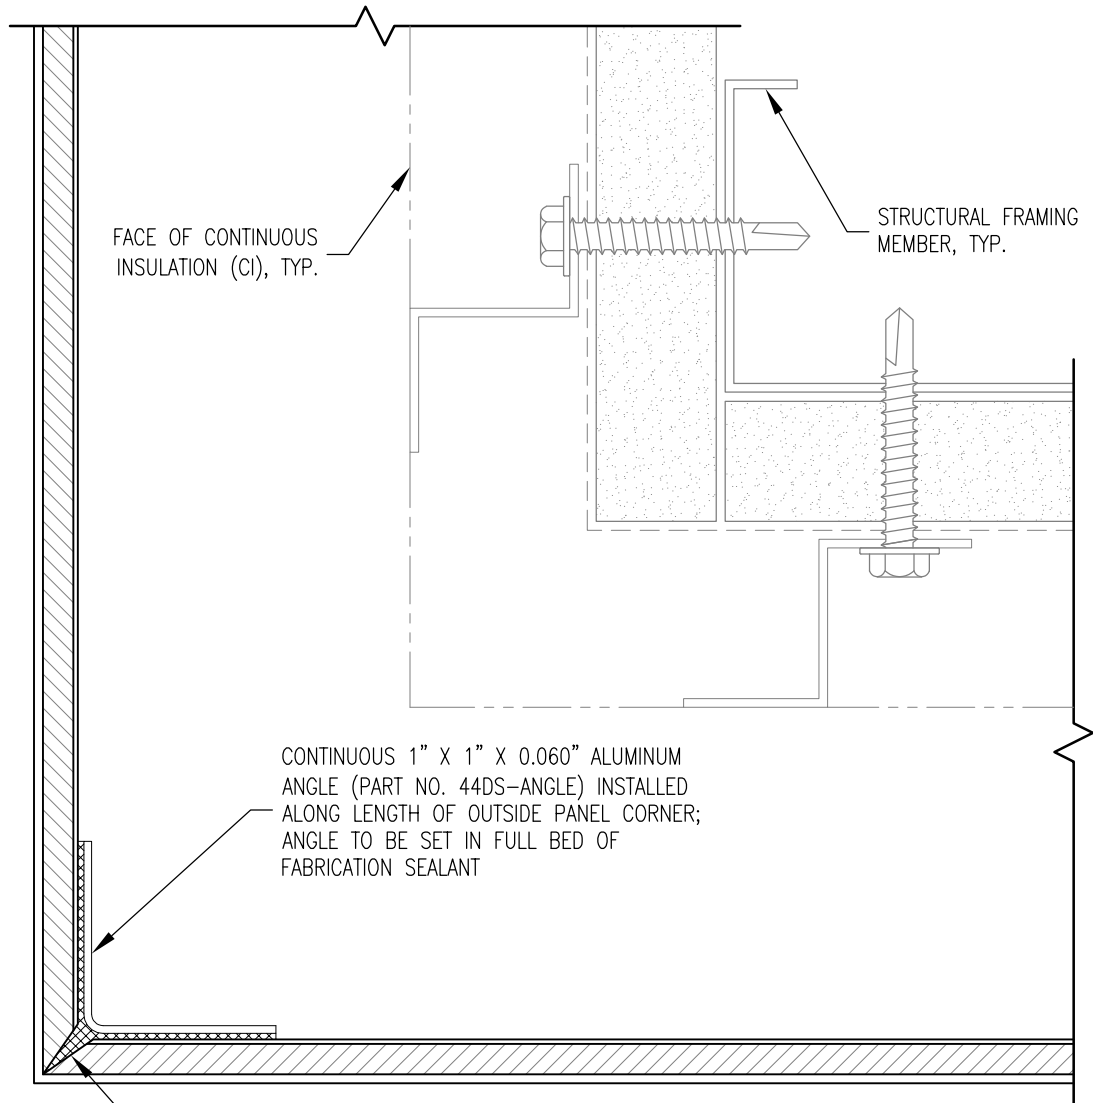 STRUCTURAL FRAMING
MEMBER, TYP.
FACE OF CONTINUOUS
INSULATION (CI), TYP.
CONTINUOUS 1” X 1” X 0.060” ALUMINUM
ANGLE (PART NO. 44DS–ANGLE) INSTALLED
ALONG LENGTH OF OUTSIDE PANEL CORNER;
ANGLE TO BE SET IN FULL BED OF
FABRICATION SEALANT